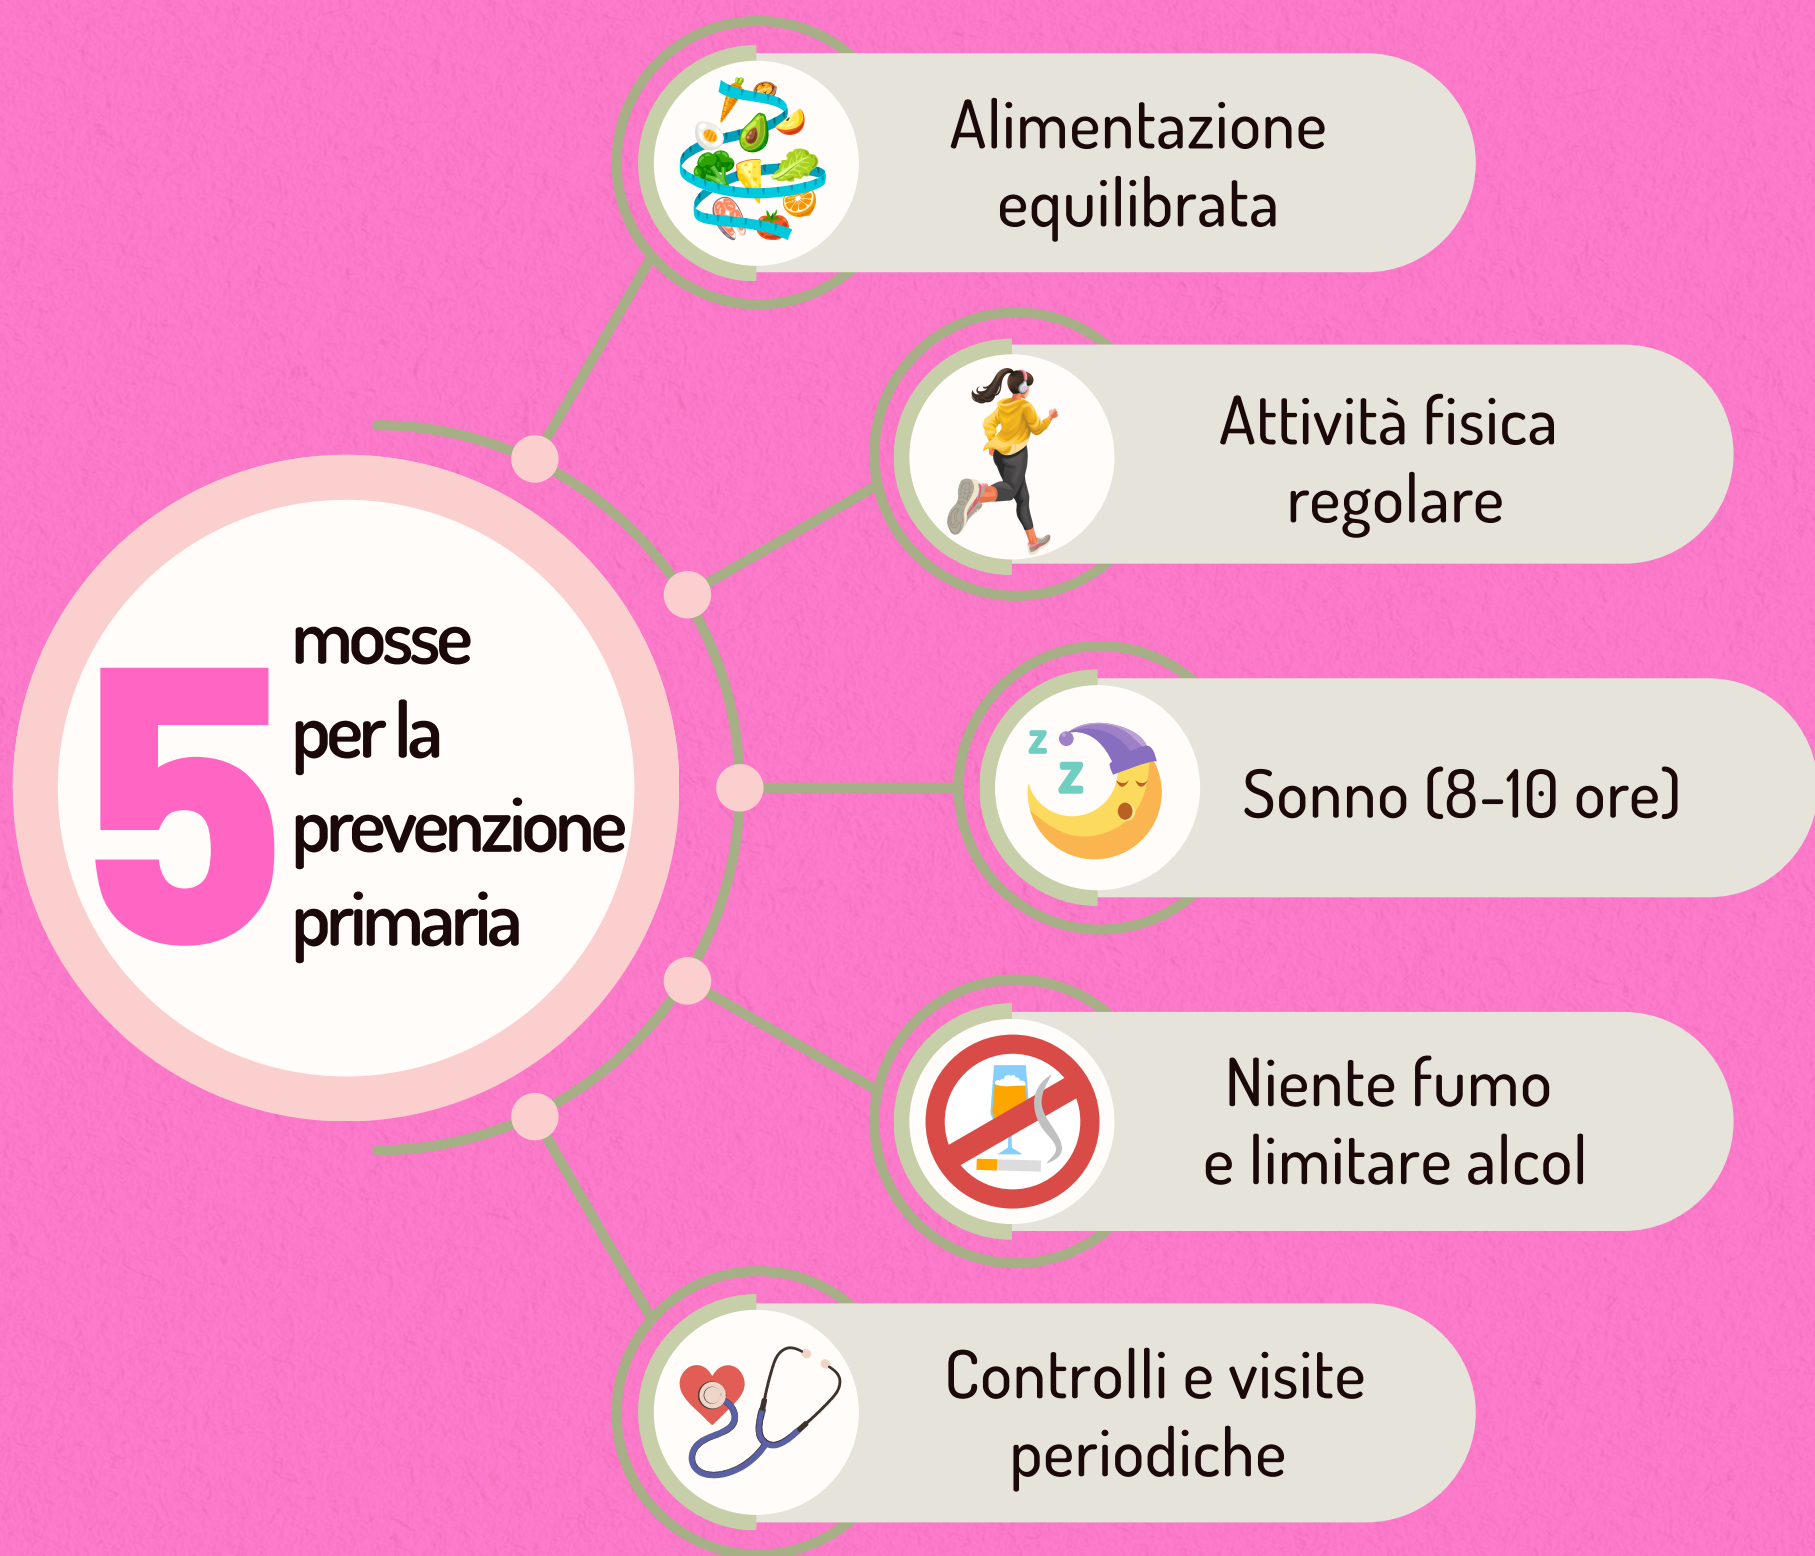 5
mosse
per la
prevenzione
primaria
Alimentazione
equilibrata
Attività fisica
regolare
z
z
Sonno (8-10 ore)
Niente fumo
e limitare alcol
Controlli e visite
periodiche